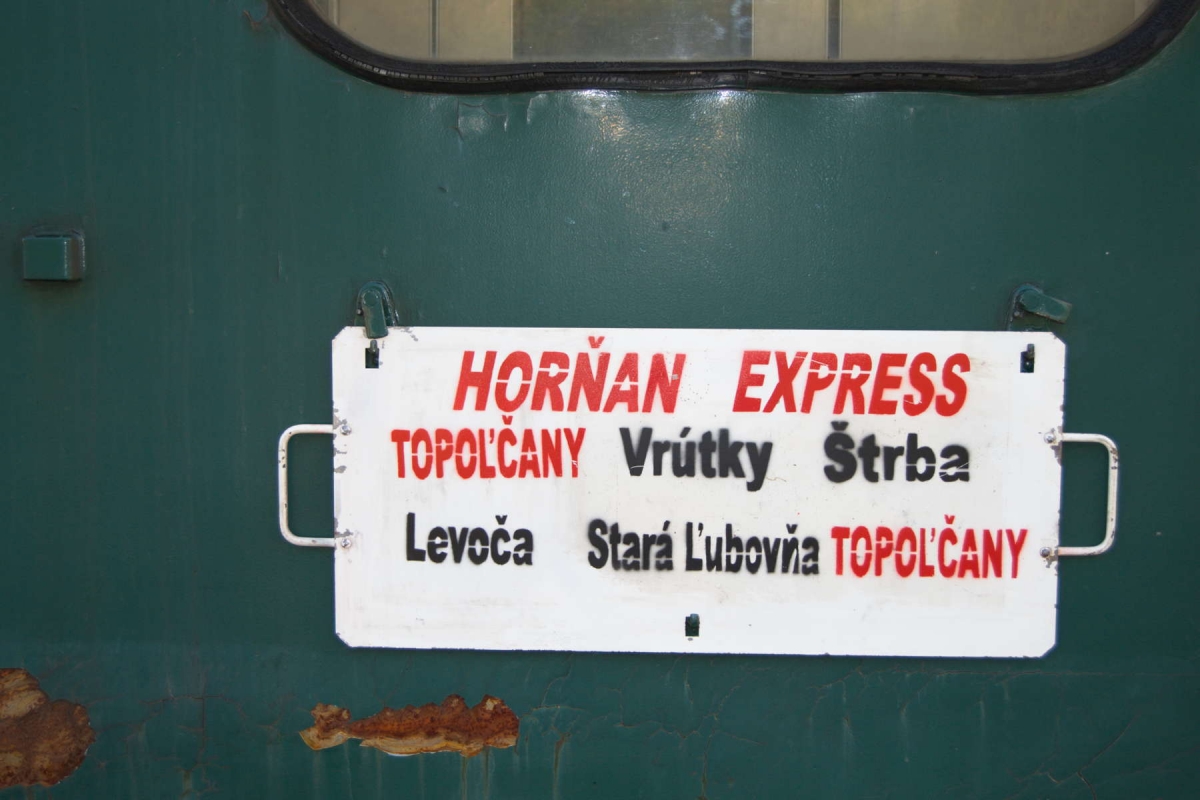 HORŇAN EXPRESS
TOPOĽČANY Vrútky Štrba
Levoča Stará Ľubovňa TOPOĽČANY